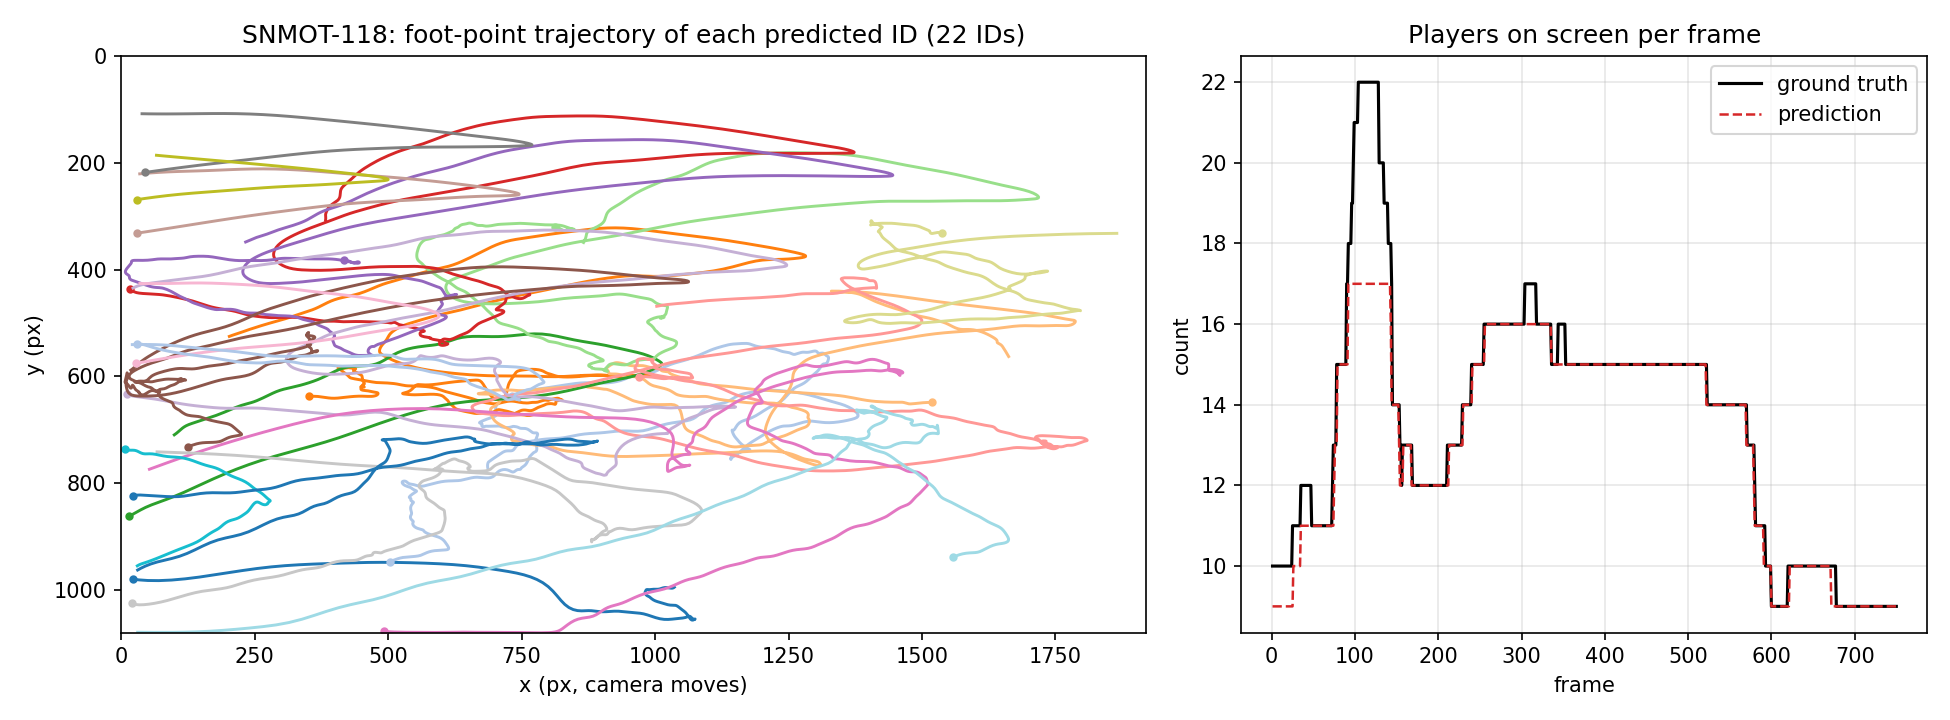 SNMOT-118: foot-point trajectory of each predicted ID (22 IDs)
0
200
400
600
800
1000
y (px)
0 250 500 750 1000 1250 1500 1750
x (px, camera moves)
Players on screen per frame
ground truth
prediction
22
20
18
16
14
12
10
count
0 100 200 300 400 500 600 700
frame